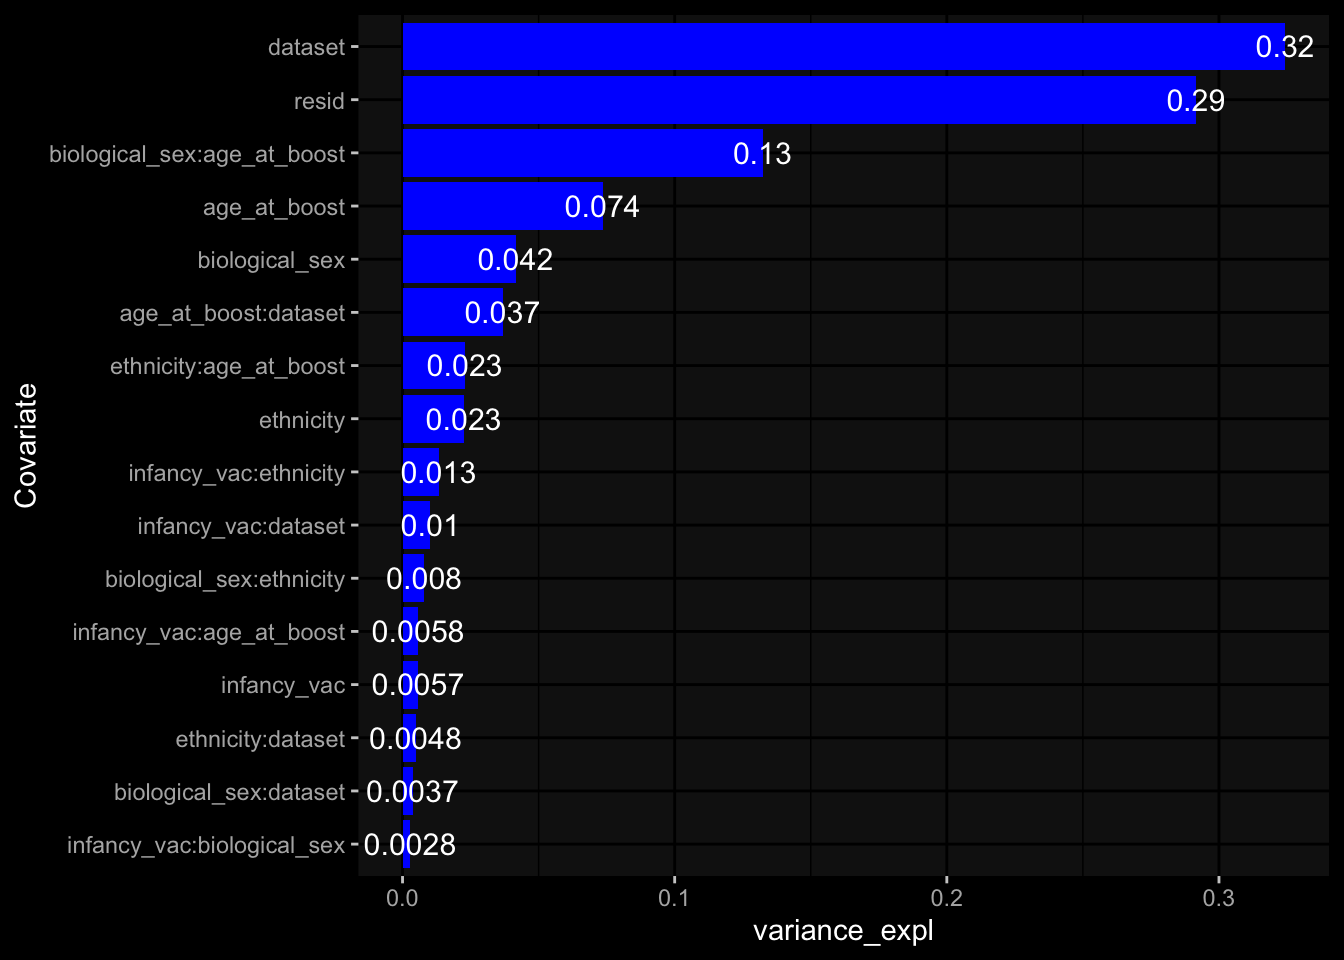 dataset 0.32
resid 0.29
biological_sex:age_at_boost 0.13
age_at_boost 0.074
biological_sex 0.042
age_at_boost:dataset 0.037
ethnicity:age_at_boost 0.023
ethnicity 0.023
infancy_vac:ethnicity 0.013
infancy_vac:dataset 0.01
biological_sex:ethnicity 0.008
infancy_vac:age_at_boost 0.0058
infancy_vac 0.0057
ethnicity:dataset 0.0048
biological_sex:dataset 0.0037
infancy_vac:biological_sex 0.0028
Covariate
0.0 0.1 0.2 0.3
variance_expl